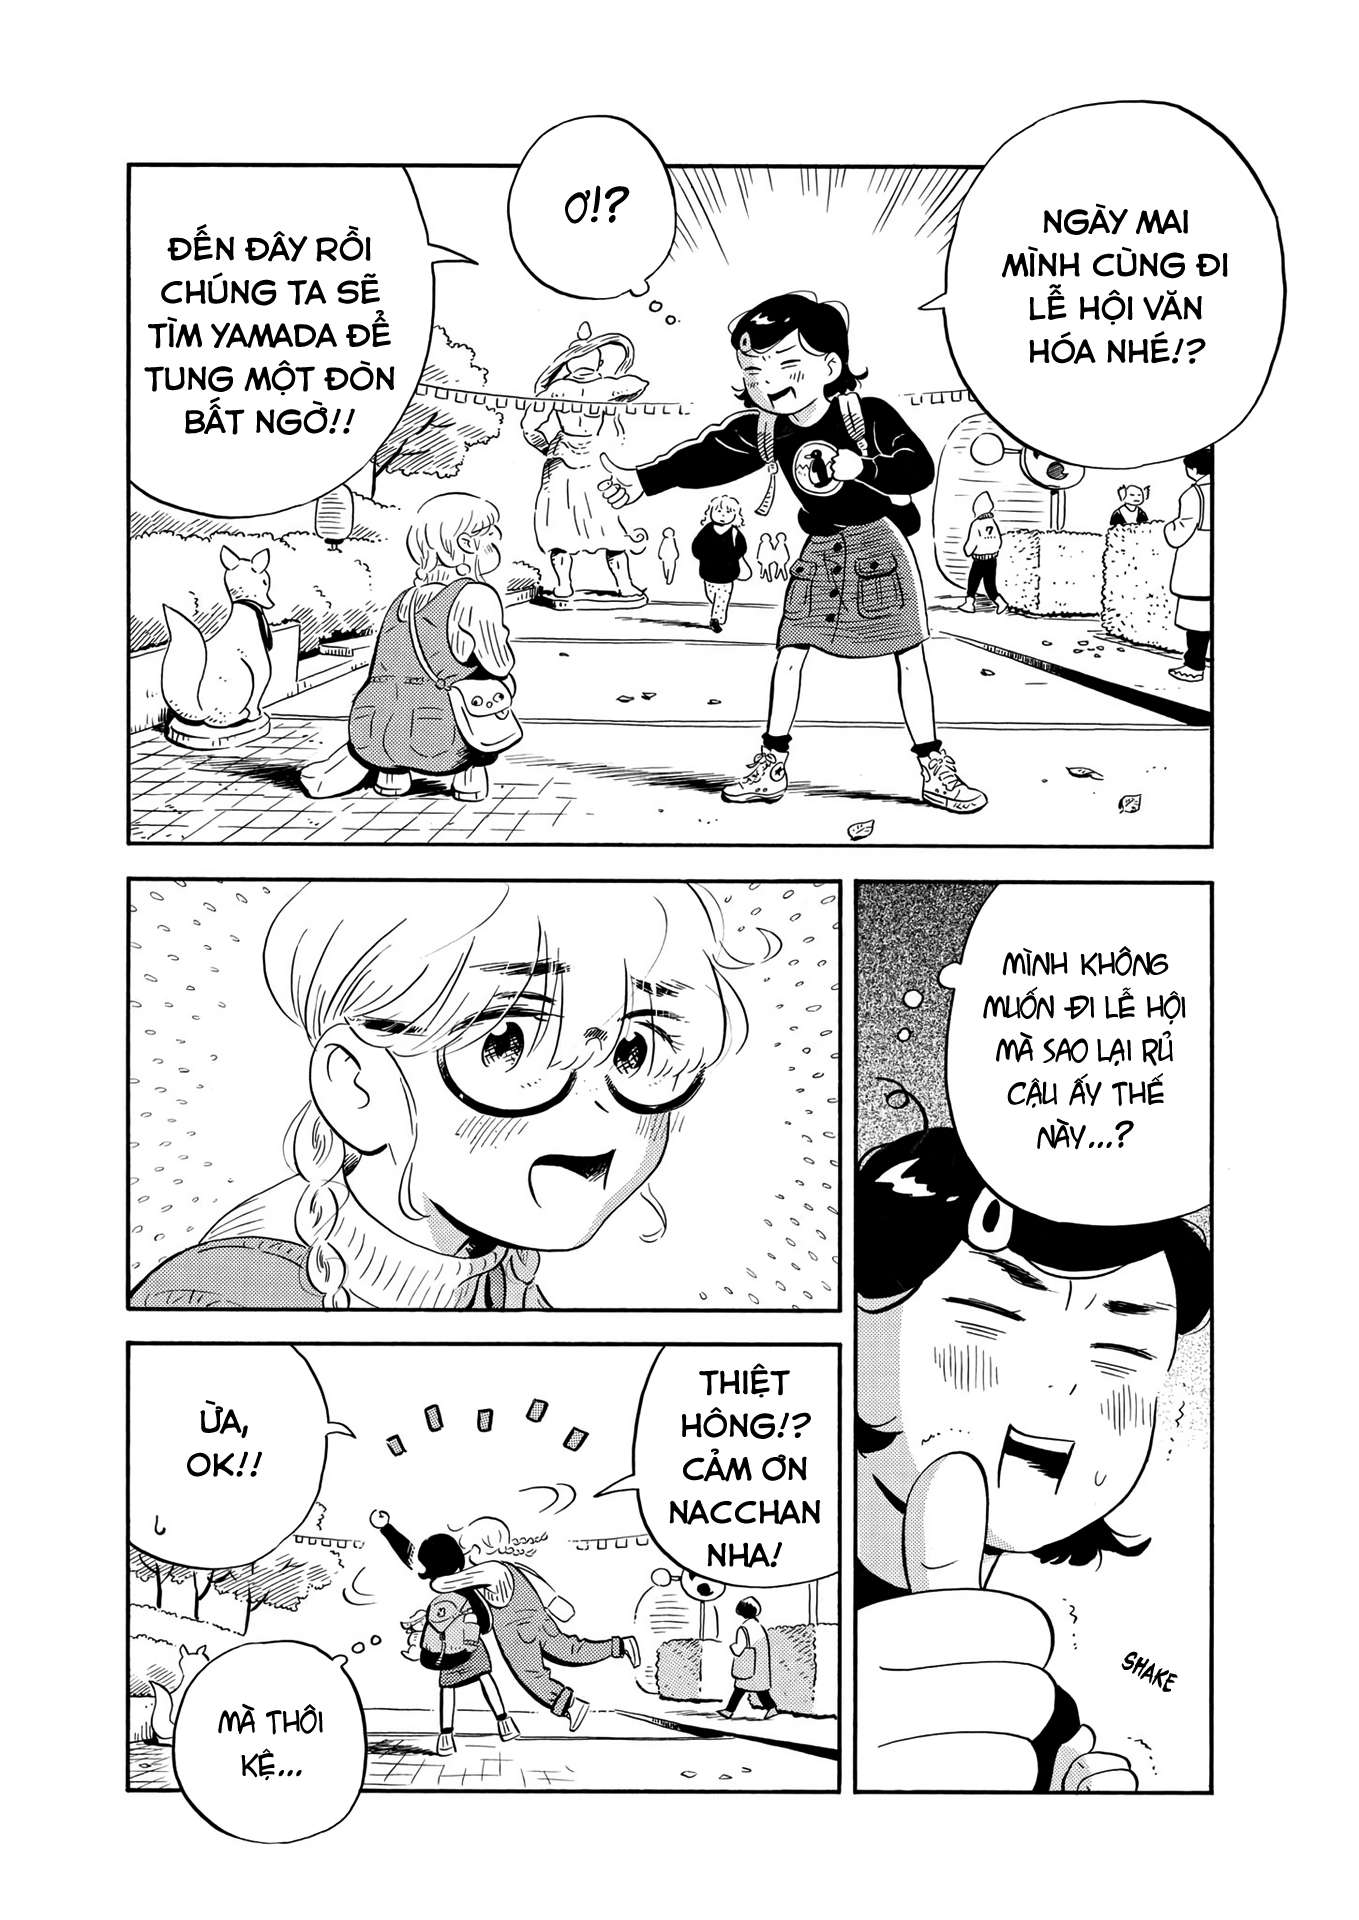 NGÀY MAI
MÌNH CÙNG ĐI
LỄ HỘI VĂN
HÓA NHÉ!?
Ơ!?
ĐẾN ĐÂY RỒI
CHÚNG TA SẼ
TÌM YAMADA ĐỂ
TUNG MỘT ĐÒN
BẤT NGỜ!!
7
MÌNH KHÔNG
MUỐN ĐI LỄ HỘI
MÀ SAO LẠI RỦ
CẬU ẤY THẾ
NÀY...?
SHAKE
THIỆT
HÔNG!?
CẢM ƠN
NACCHAN
NHA!
ỪA,
OK!!
MÀ THÔI
KỆ...